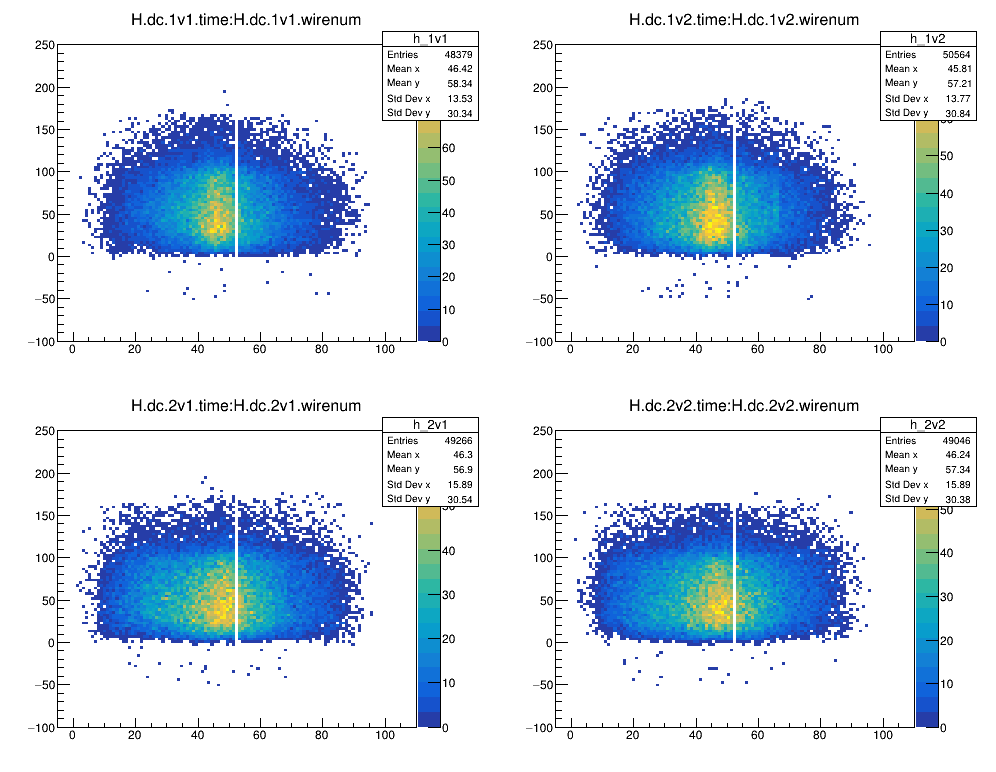 H.dc.1v1.time:H.dc.1v1.wirenum
h_1v1
Entries 48379
Mean x 46.42
Mean y 58.34
Std Dev x 13.53
Std Dev y 30.34
250
200
150
100
50
0
−50
−100
0 20 40 60 80 100
60
50
40
30
20
10
0
H.dc.1v2.time:H.dc.1v2.wirenum
h_1v2
Entries 50564
Mean x 45.81
Mean y 57.21
Std Dev x 13.77
Std Dev y 30.84
250
200
150
100
50
0
−50
−100
0 20 40 60 80 100
50
40
30
20
10
0
H.dc.2v1.time:H.dc.2v1.wirenum
h_2v1
Entries 49266
Mean x 46.3
Mean y 56.9
Std Dev x 15.89
Std Dev y 30.54
250
200
150
100
50
0
−50
−100
0 20 40 60 80 100
40
30
20
10
0
H.dc.2v2.time:H.dc.2v2.wirenum
h_2v2
Entries 49046
Mean x 46.24
Mean y 57.34
Std Dev x 15.89
Std Dev y 30.38
250
200
150
100
50
0
−50
−100
0 20 40 60 80 100
50
40
30
20
10
0